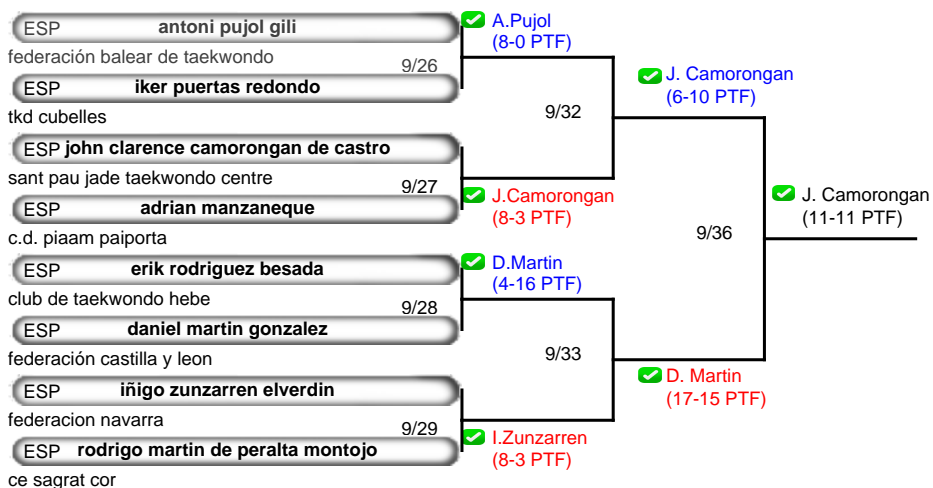 ESP antoni pujol gili
federación balear de taekwondo
9/26
ESP iker puertas redondo
tkd cubelles
ESP john clarence camorongan de castro
sant pau jade taekwondo centre
9/27
ESP adrian manzaneque
c.d. piaam paiporta
ESP erik rodriguez besada
club de taekwondo hebe
9/28
ESP daniel martin gonzalez
federación castilla y leon
ESP iñigo zunzarren elverdin
federacion navarra
9/29
ESP rodrigo martin de peralta montojo
ce sagrat cor
A.Pujol
(8-0 PTF)
9/32
J.Camorongan
(8-3 PTF)
D.Martin
(4-16 PTF)
9/33
I.Zunzarren
(8-3 PTF)
J. Camorongan
(6-10 PTF)
9/36
D. Martin
(17-15 PTF)
J. Camorongan
(11-11 PTF)